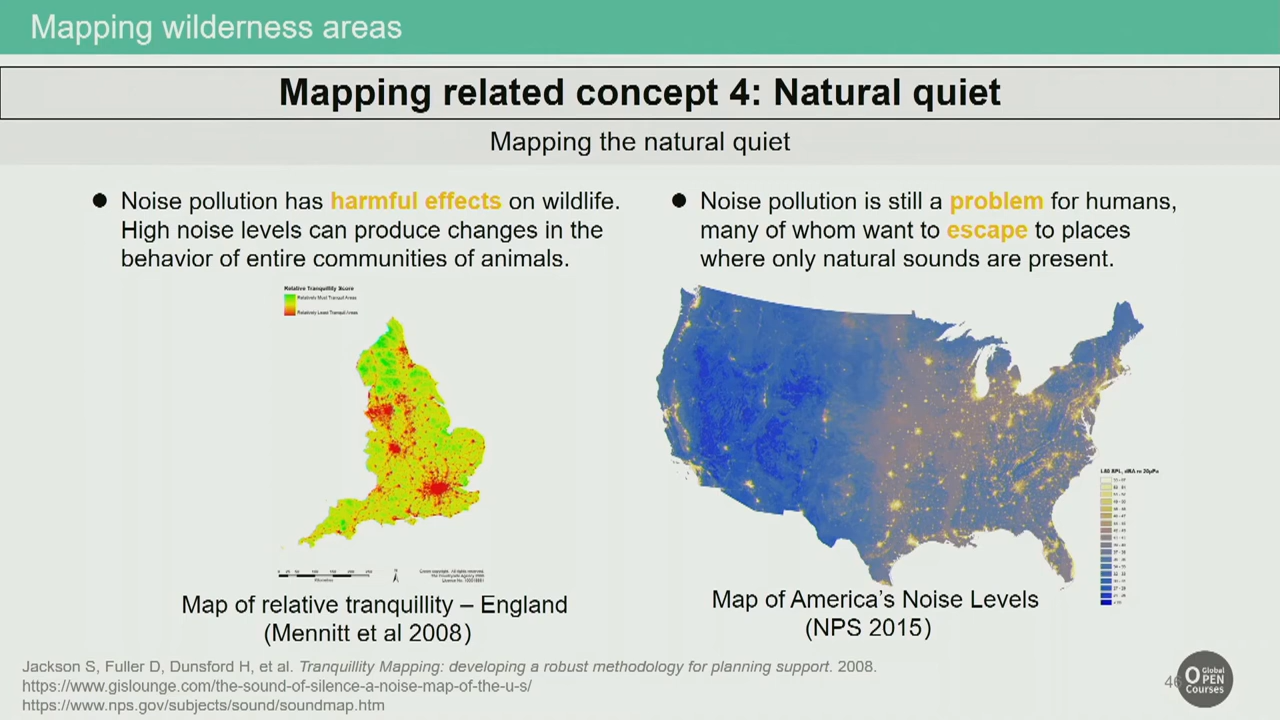 Mapping wilderness areas
Mapping related concept 4: Natural quiet
Mapping the natural quiet
● Noise pollution has harmful effects on wildlife.
High noise levels can produce changes in the
behavior of entire communities of animals.
● Noise pollution is still a problem for humans,
many of whom want to escape to places
where only natural sounds are present.
Relative Tranquillity Score
Relatively Most Tranquil Areas
Relatively Least Tranquil Areas
Map of relative tranquillity – England
(Mennitt et al 2008)
Map of America's Noise Levels
(NPS 2015)
Jackson S, Fuller D, Dunsford H, et al. Tranquillity Mapping: developing a robust methodology for planning support. 2008.
https://www.gislounge.com/the-sound-of-silence-a-noise-map-of-the-u-s/
https://www.nps.gov/subjects/sound/soundmap.htm
Global
OPEN
Courses